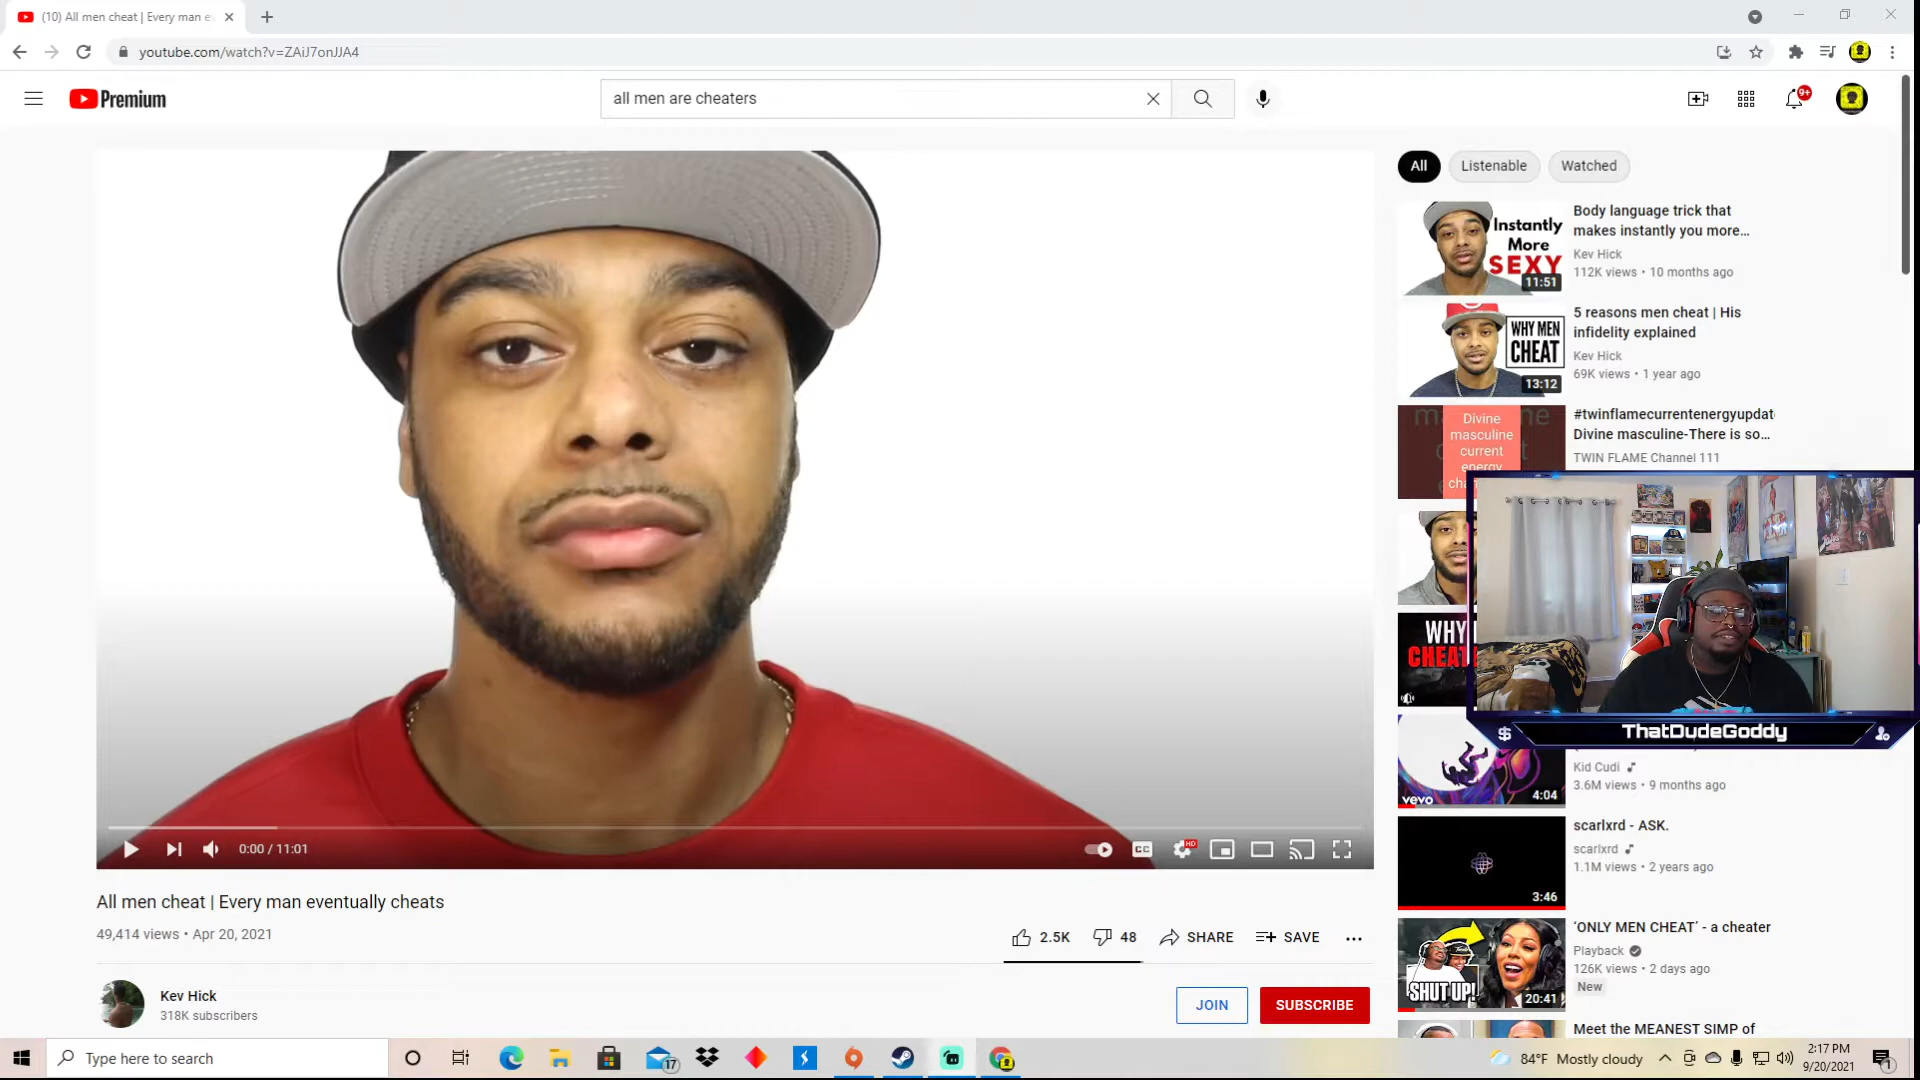 (10) All men cheat | Every man e
youtube.com/watch?v=ZAiJ7onJJA4
Premium
all men are cheaters
9+
All
Listenable
Watched
Instantly
More
SEXY
11:51
Body language trick that
makes instantly you more...
Kev Hick
112K views • 10 months ago
WHY MEN
CHEAT
13:12
5 reasons men cheat | His
infidelity explained
Kev Hick
69K views • 1 year ago
Divine
masculine
current
energy
#twinflamecurrentenergyupdat
Divine masculine-There is so...
TWIN FLAME Channel 111
WHY
CHEAT
ThatDudeGoddy
vevo
4:04
Kid Cudi
3.6M views • 9 months ago
3:46
scarlxrd - ASK.
scarlxrd
1.1M views • 2 years ago
SHUT UP!
20:41
'ONLY MEN CHEAT' - a cheater
Playback
126K views • 2 days ago
New
Meet the MEANEST SIMP of
0:00 / 11:01
CC
HD
All men cheat | Every man eventually cheats
49,414 views • Apr 20, 2021
2.5K
48
SHARE
SAVE
Kev Hick
318K subscribers
JOIN
SUBSCRIBE
Type here to search
17
84°F Mostly cloudy
2:17 PM
9/20/2021
1